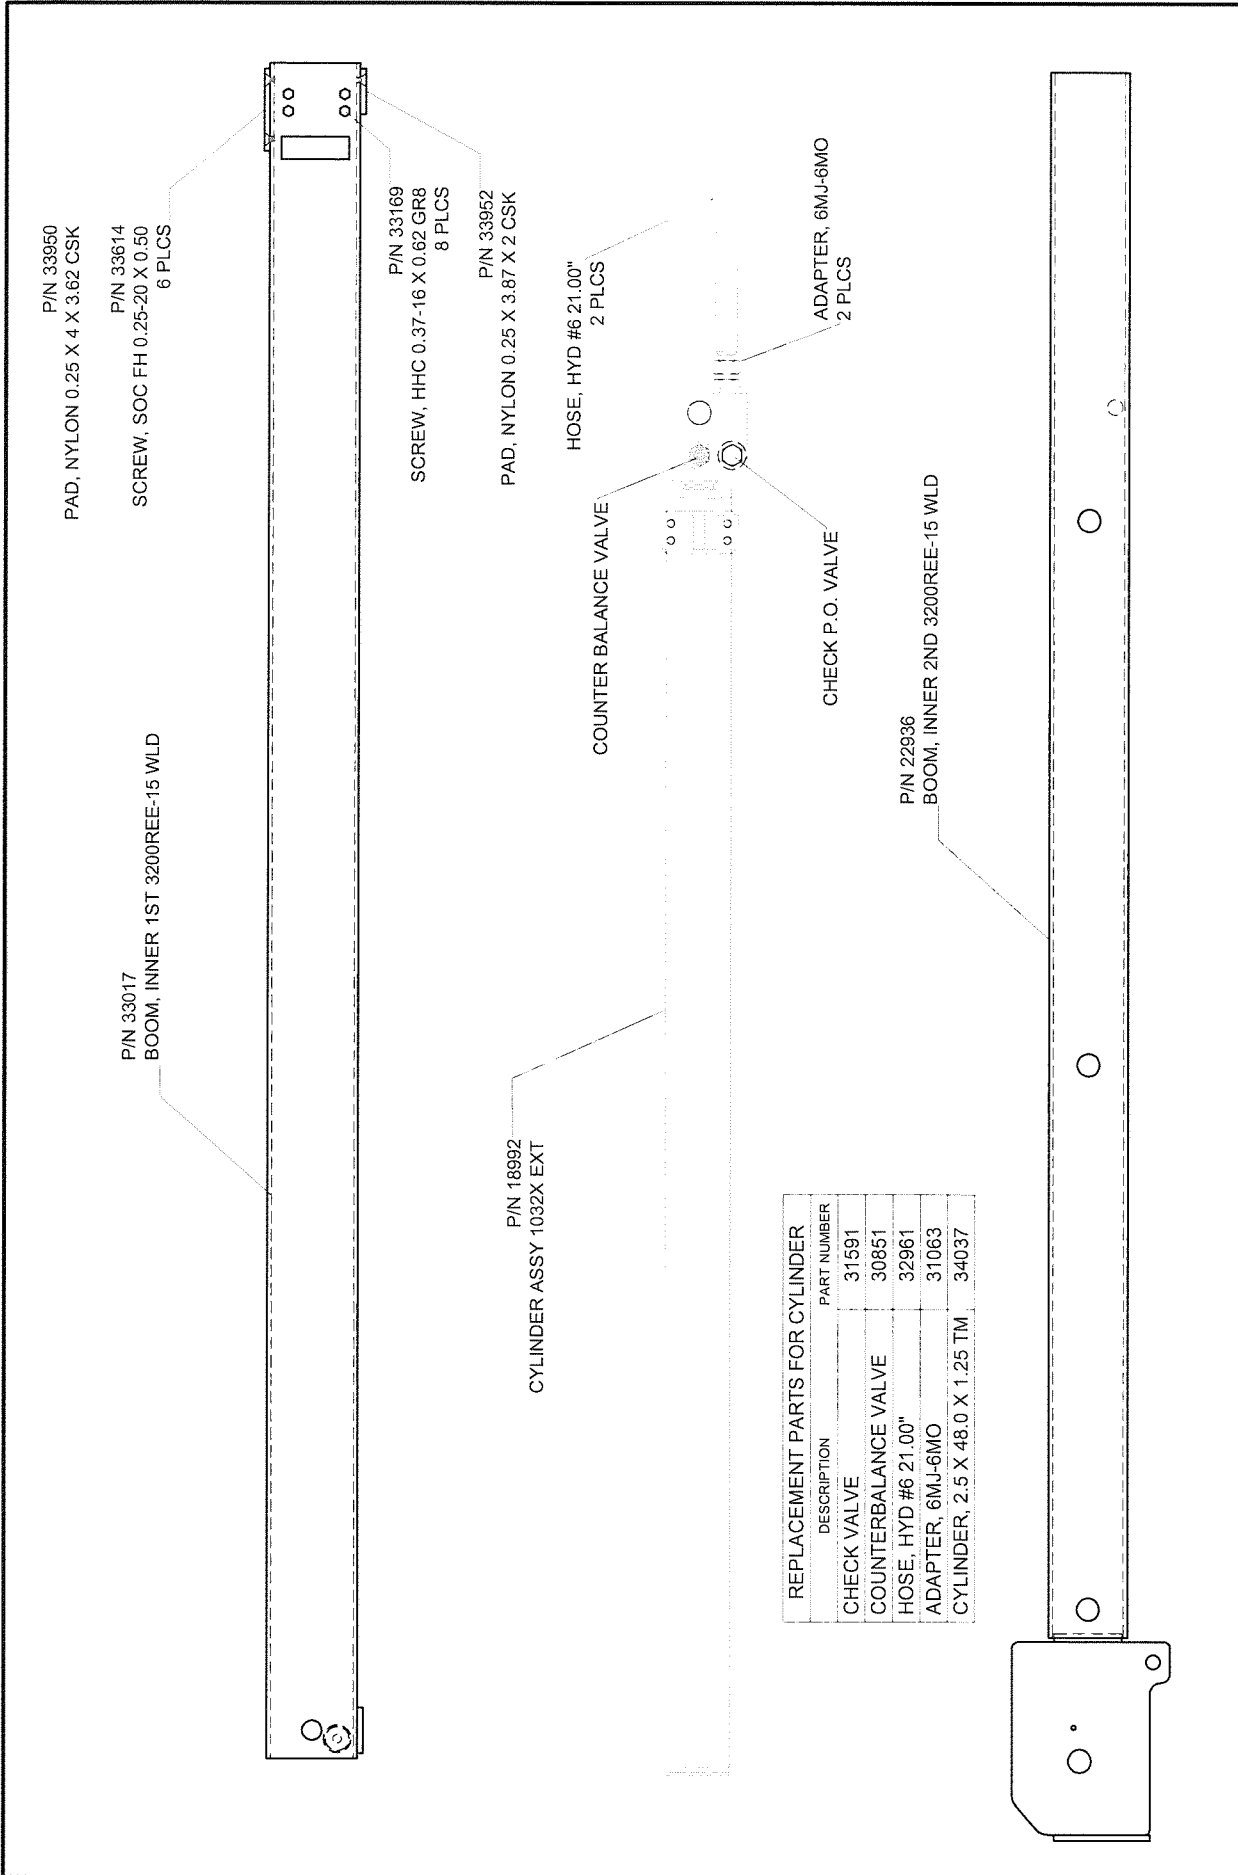 P/N 33950
PAD, NYLON 0.25 X 4 X 3.62 CSK
P/N 33614
SCREW, SOC FH 0.25-20 X 0.50
6 PLCS
P/N 33017
BOOM, INNER 1ST 3200REE-15 WLD
P/N 33169
SCREW, HHC 0.37-16 X 0.62 GR8
8 PLCS
P/N 33952
PAD, NYLON 0.25 X 3.87 X 2 CSK
P/N 18992
CYLINDER ASSY 1032X EXT
HOSE, HYD #6 21.00"
2 PLCS
COUNTER BALANCE VALVE
ADAPTER, 6MJ-6MO
2 PLCS
CHECK P.O. VALVE
REPLACEMENT PARTS FOR CYLINDER
DESCRIPTION PART NUMBER
CHECK VALVE 31591
COUNTERBALANCE VALVE 30851
HOSE, HYD #6 21.00" 32961
ADAPTER, 6MJ-6MO 31063
CYLINDER, 2.5 X 48.0 X 1.25 TM 34037
P/N 22936
BOOM, INNER 2ND 3200REE-15 WLD